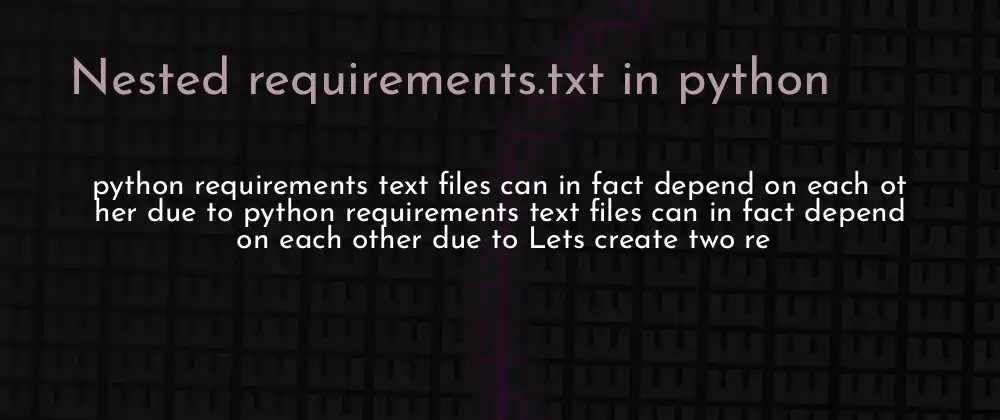 Nested requirements.txt in python
python requirements text files can in fact depend on each ot
her due to python requirements text files can in fact depend
on each other due to Lets create two re